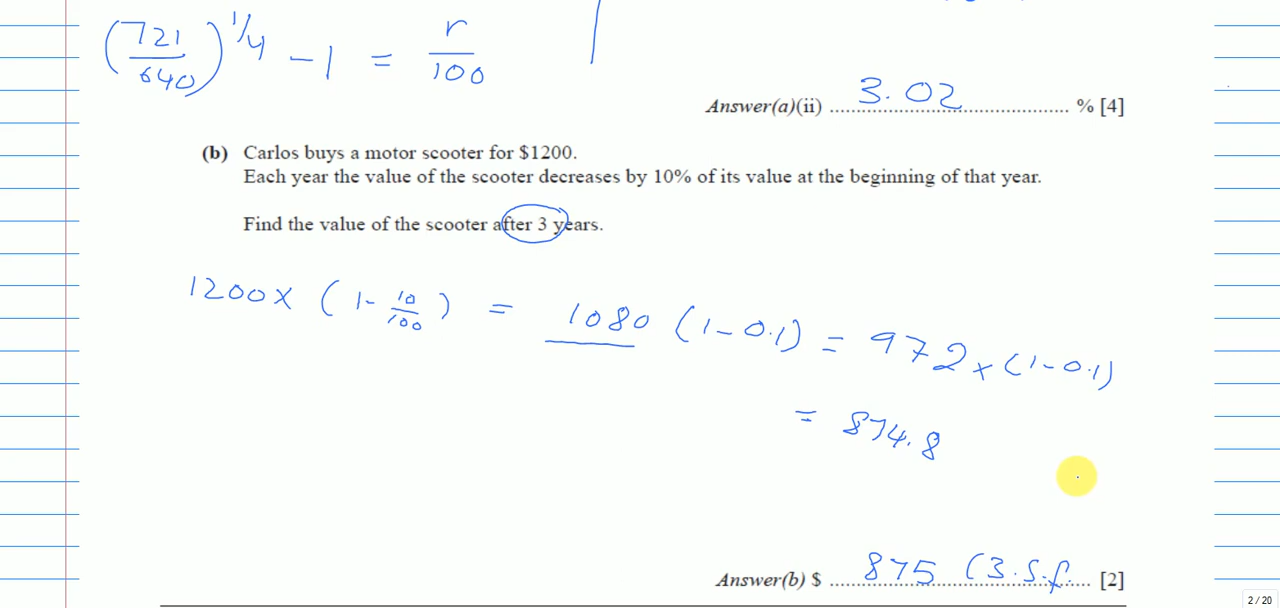 (721/640)^1/4 - 1 = r/100
3.02
Answer(a)(ii) ........................................ % [4]
(b) Carlos buys a motor scooter for $1200.
Each year the value of the scooter decreases by 10% of its value at the beginning of that year.
Find the value of the scooter after 3 years.
1200 x (1 - 10/100) = 1080 (1 - 0.1) = 972 x (1 - 0.1)
= 874.8
875 (3.s.f.
Answer(b) $ ........................................ [2]
2 / 20